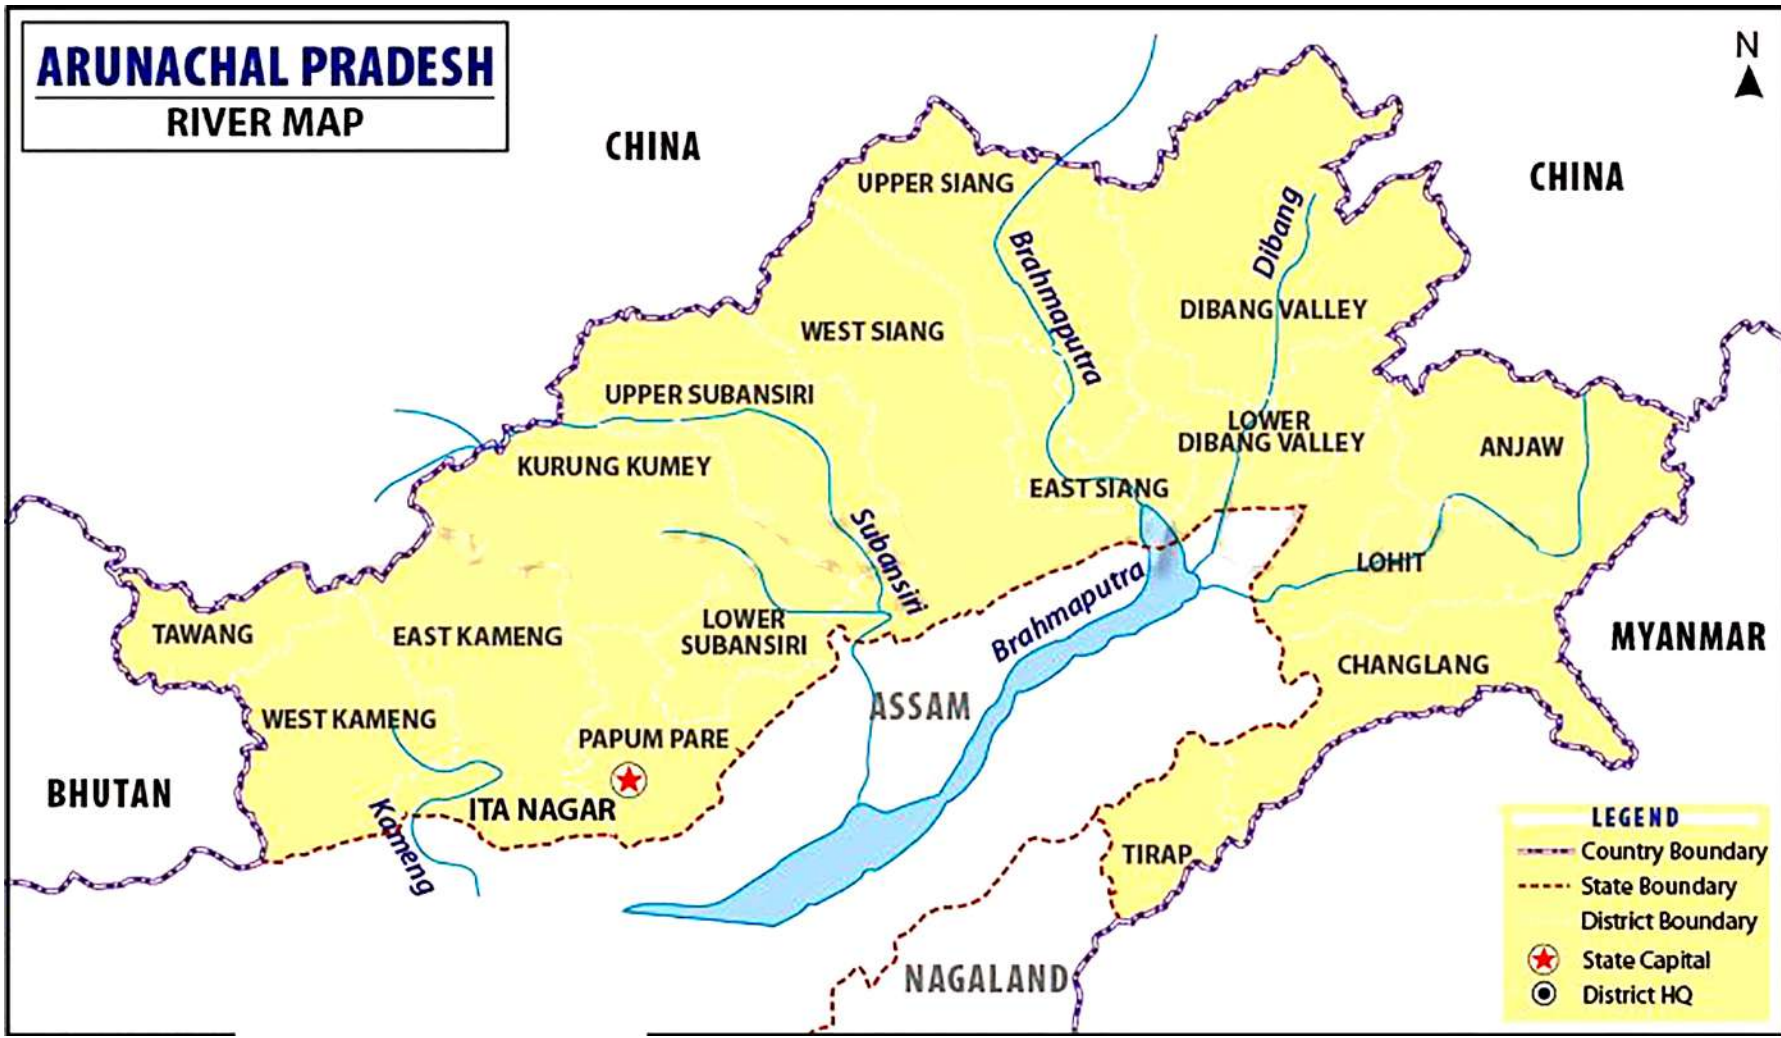 ARUNACHAL PRADESH
RIVER MAP
N
CHINA
CHINA
UPPER SIANG
Dibang
Brahmaputra
DIBANG VALLEY
WEST SIANG
UPPER SUBANSIRI
LOWER
DIBANG VALLEY
ANJAW
KURUNG KUMEY
EAST SIANG
Subansiri
LOHIT
Brahmaputra
TAWANG
EAST KAMENG
LOWER
SUBANSIRI
MYANMAR
CHANGLANG
ASSAM
WEST KAMENG
PAPUM PARE
BHUTAN
ITA NAGAR
Kameng
TIRAP
NAGALAND
LEGEND
Country Boundary
State Boundary
District Boundary
State Capital
District HQ